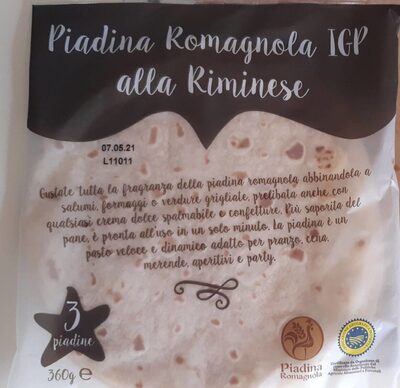 Piadina Romagnola IGP
alla Riminese
07.05.21
L11011
Gustate tutta la fragranza della piadina romagnola abbinandola a
salumi, formaggi o verdure grigliate, prelibata anche con
qualsiasi crema dolce spalmabile o confetture. Più saporita del
pane, è pronta all'uso in un solo minuto. La piadina è un
pasto veloce e dinamico adatto per pranzo, cena,
merende, aperitivi e party.
3
piadine
360g e
Piadina
Romagnola